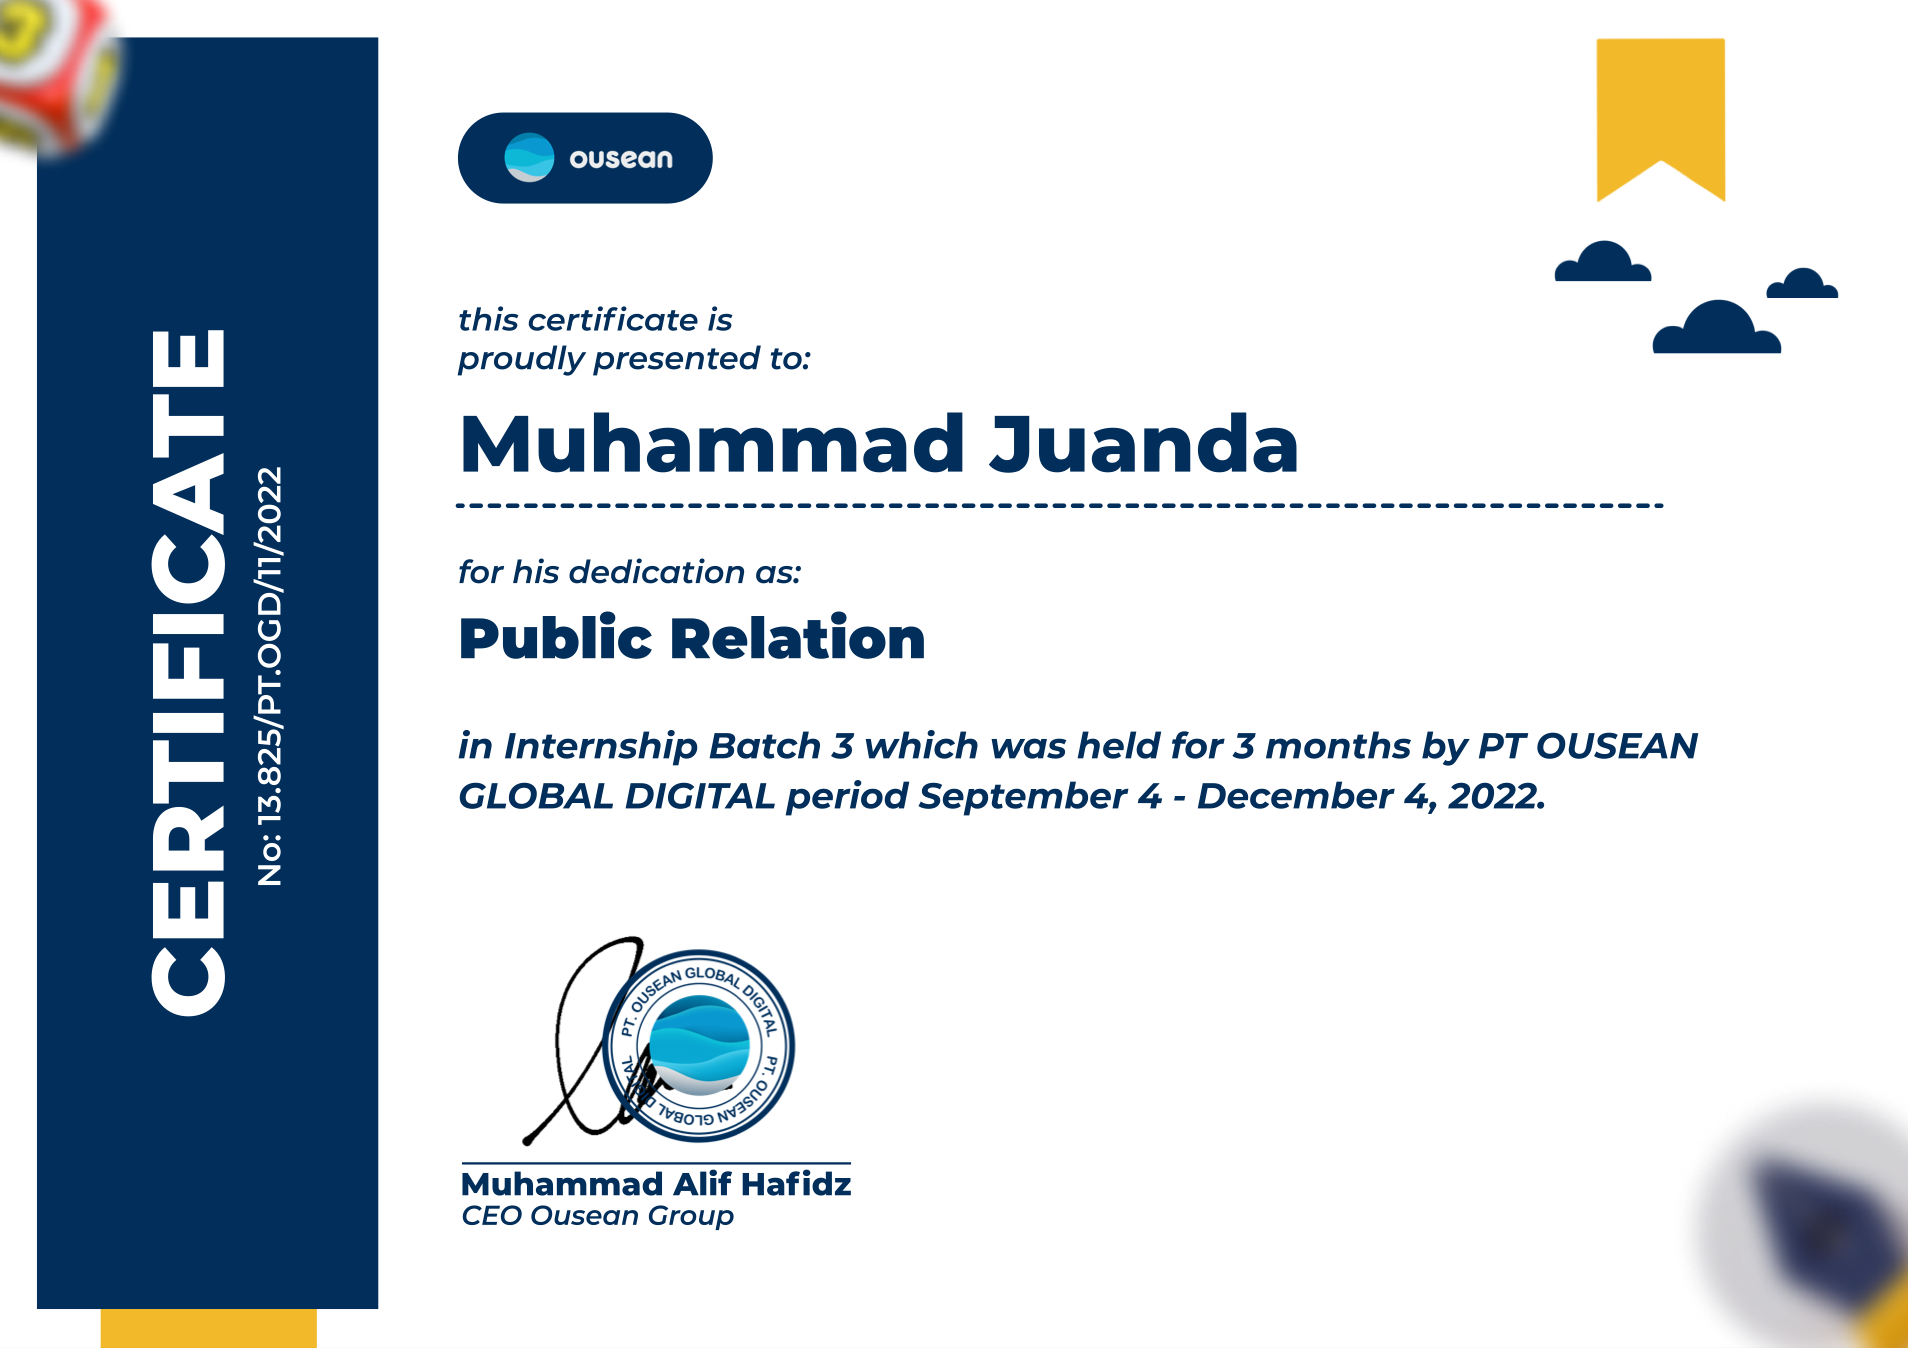 CERTIFICATE
No: 13.825/PT.OGD/11/2022
ousean
this certificate is
proudly presented to:
Muhammad Juanda
for his dedication as:
Public Relation
in Internship Batch 3 which was held for 3 months by PT OUSEAN
GLOBAL DIGITAL period September 4 - December 4, 2022.
PT. OUSEAN GLOBAL DIGITAL
PT. OUSEAN GLOBAL DIGITAL
Muhammad Alif Hafidz
CEO Ousean Group